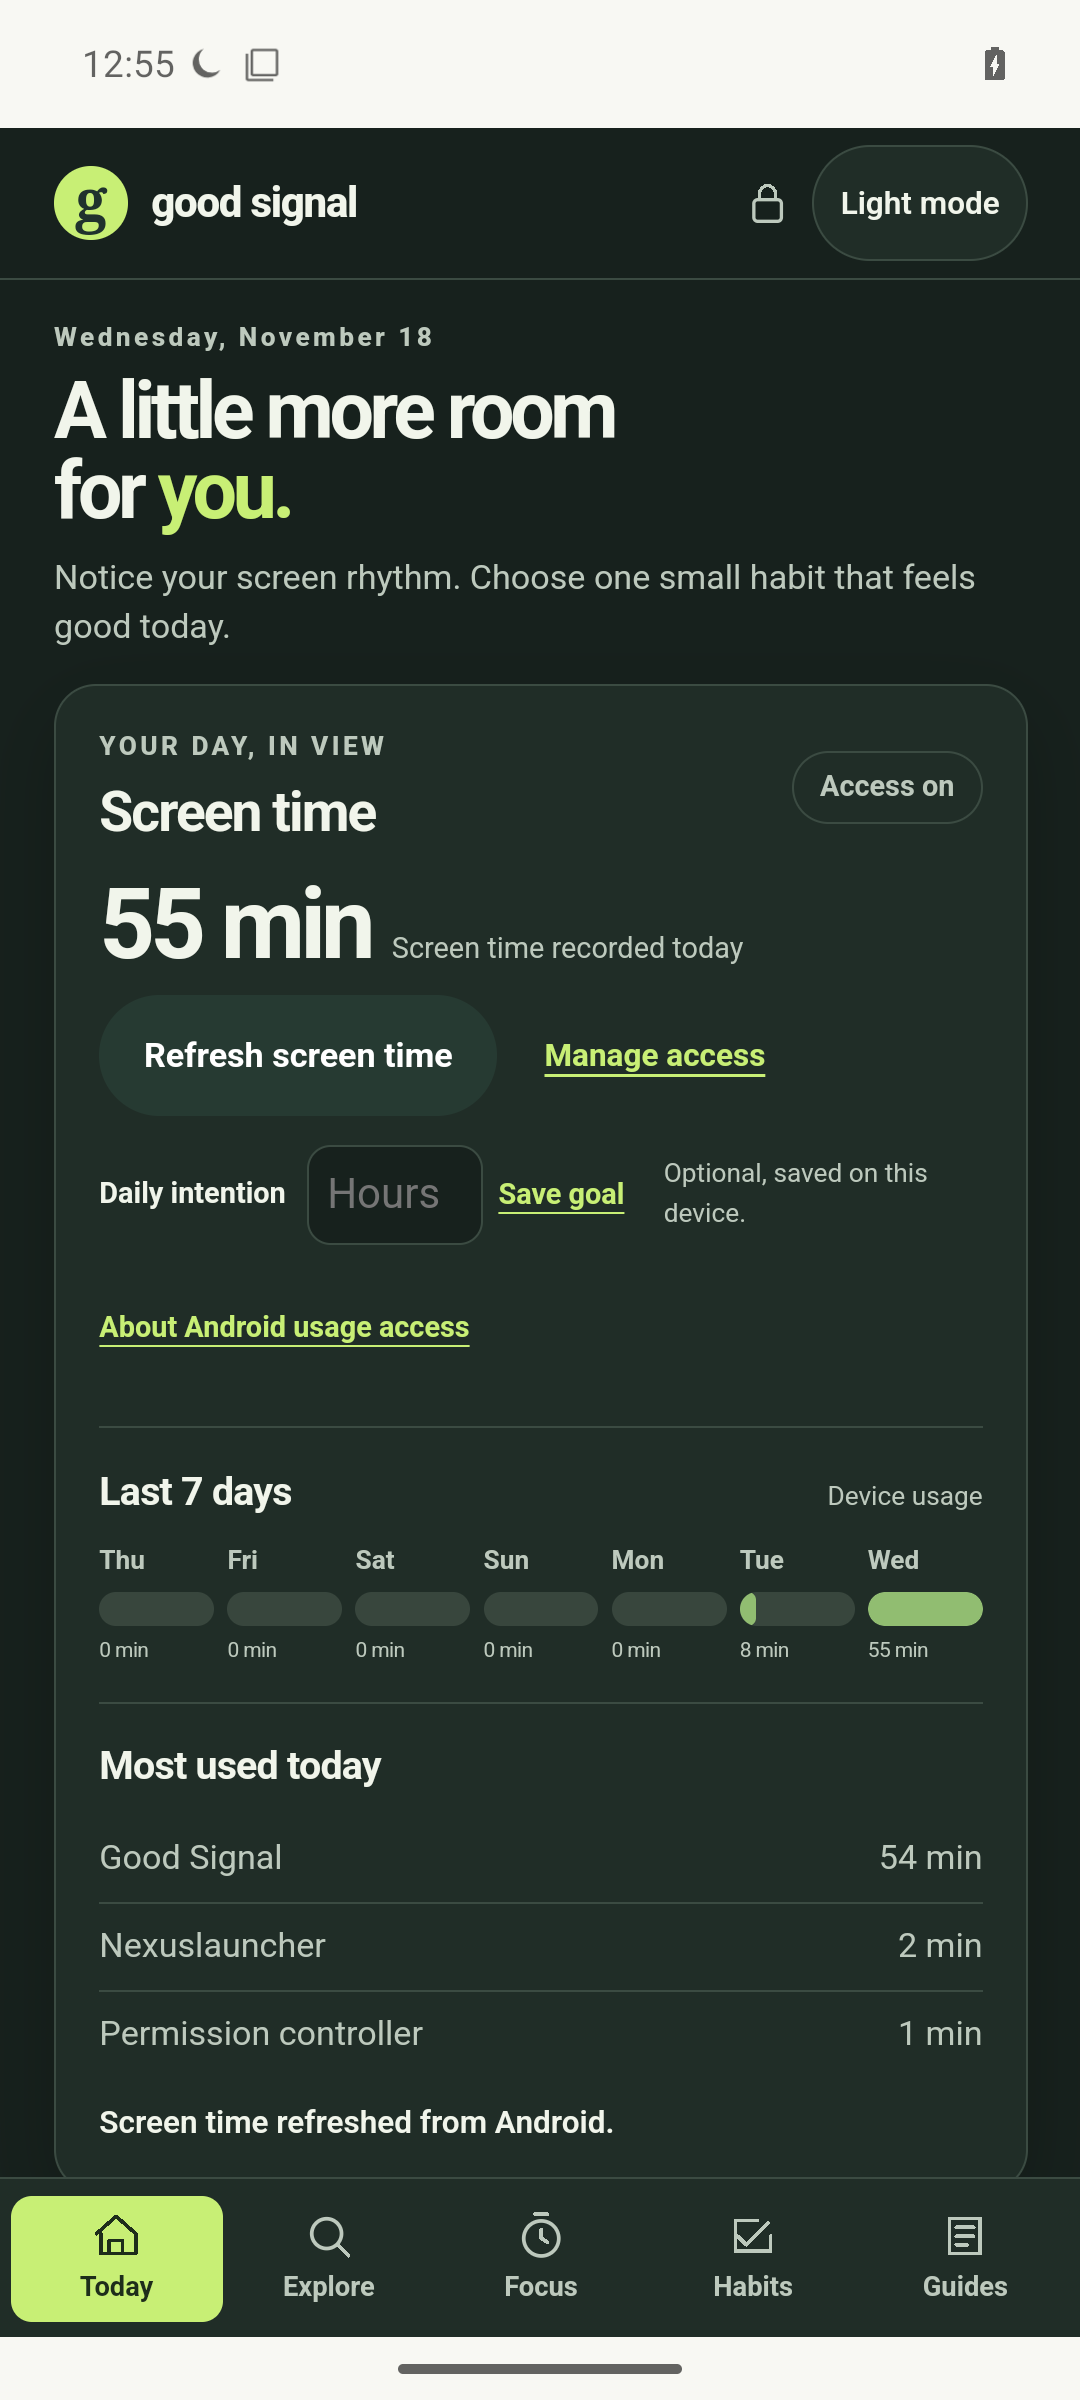 12:55
g good signal
Light mode
Wednesday, November 18
A little more room
for you.
Notice your screen rhythm. Choose one small habit that feels
good today.
YOUR DAY, IN VIEW
Screen time
Access on
55 min Screen time recorded today
Refresh screen time
Manage access
Daily intention
Hours
Save goal
Optional, saved on this
device.
About Android usage access
Last 7 days
Device usage
Thu Fri Sat Sun Mon Tue Wed
0 min 0 min 0 min 0 min 0 min 8 min 55 min
Most used today
Good Signal 54 min
Nexuslauncher 2 min
Permission controller 1 min
Screen time refreshed from Android.
Today Explore Focus Habits Guides